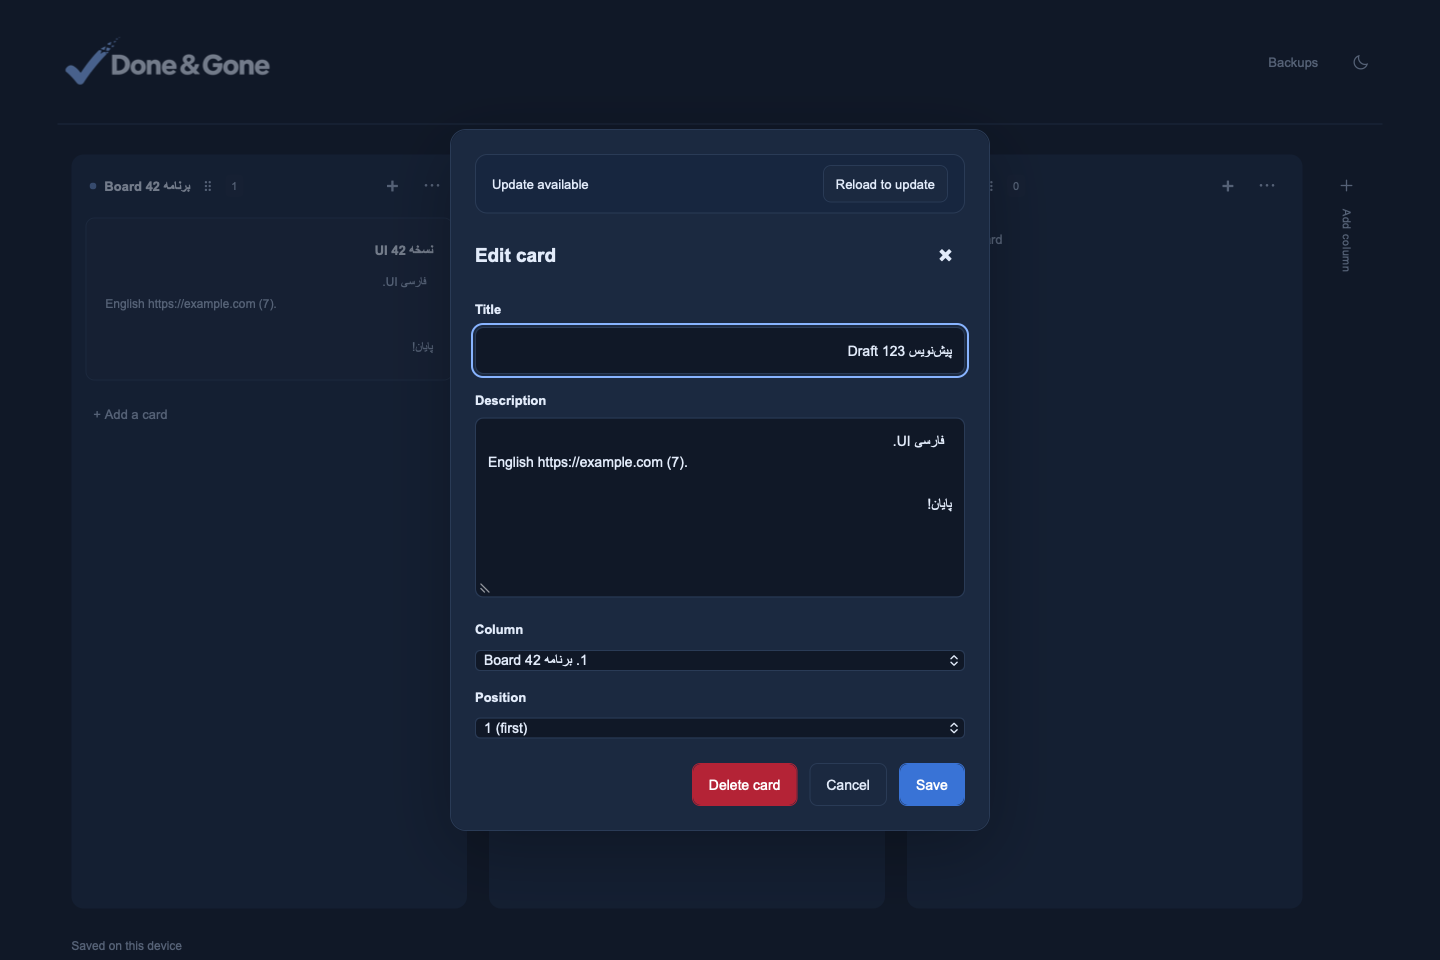 Done & Gone
Backups
Board 42 برنامه
1
0
Add column
نسخه 42 UI
فارسی UI.
English https://example.com (7).
پایان!
+ Add a card
rd
Update available
Reload to update
Edit card
Title
پیش‌نویس Draft 123
Description
فارسی UI.
English https://example.com (7).
پایان!
Column
1. برنامه Board 42
Position
1 (first)
Delete card
Cancel
Save
Saved on this device